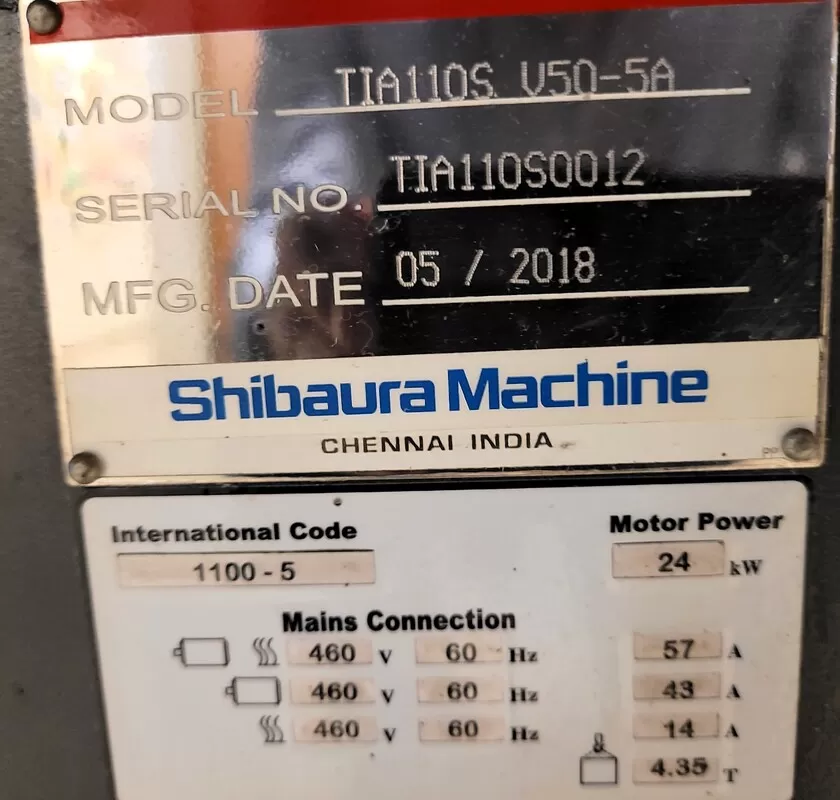 MODEL TIA110S V50-5A
SERIAL NO. TIA110S0012
MFG. DATE 05 / 2018
Shibaura Machine
CHENNAI INDIA
International Code
1100 - 5
Motor Power
24 kW
Mains Connection
460 V 60 Hz 57 A
460 V 60 Hz 43 A
460 V 60 Hz 14 A
4.35 T